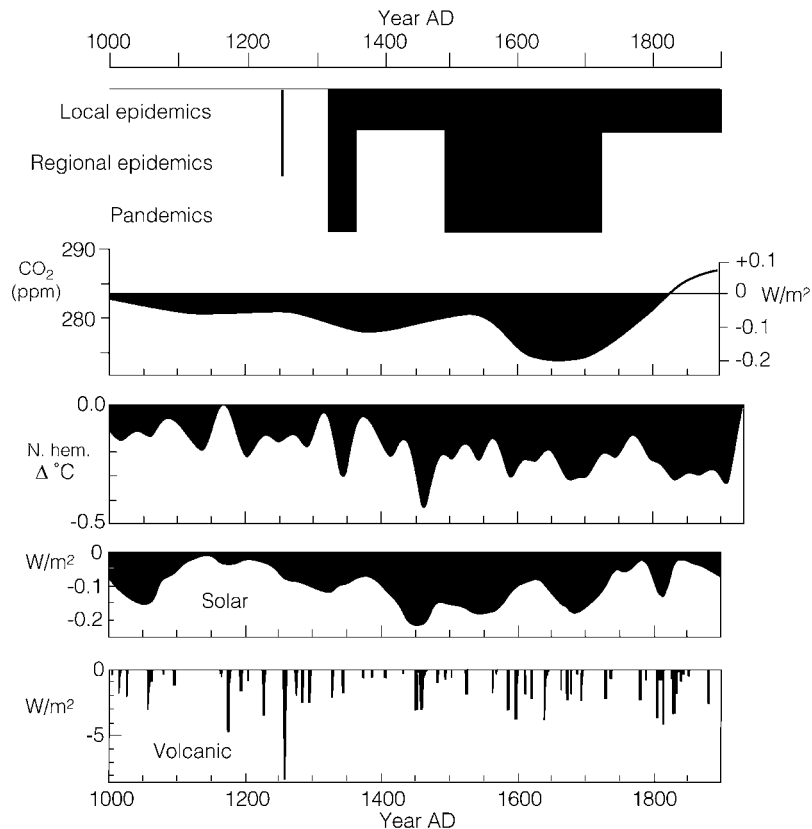 Year AD
1000 1200 1400 1600 1800
Local epidemics
Regional epidemics
Pandemics
290
CO₂
(ppm)
280
+0.1
0 W/m²
-0.1
-0.2
0.0
N. hem.
Δ °C
-0.5
0
W/m²
-0.1
-0.2
Solar
0
W/m²
-5
Volcanic
1000 1200 1400 1600 1800
Year AD